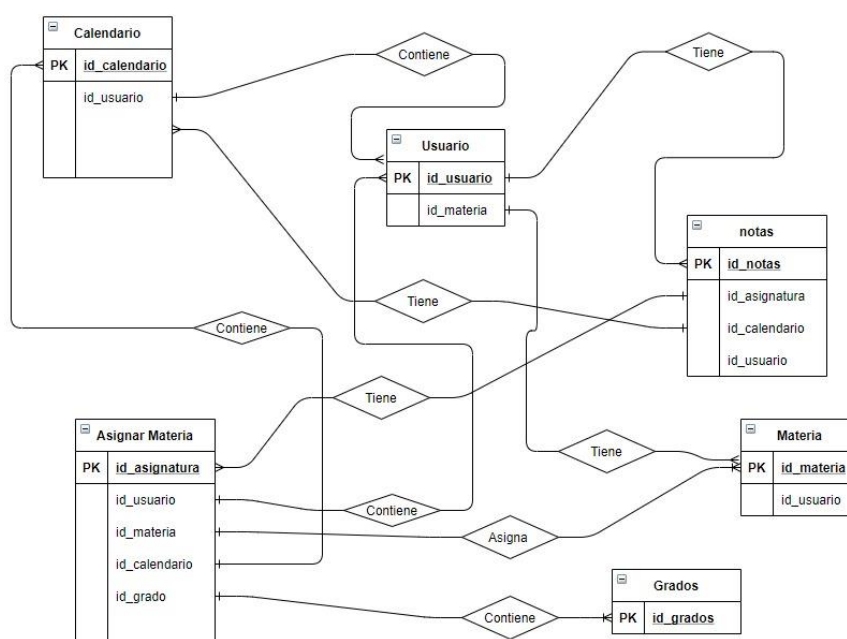 Calendario
PK id_calendario
id_usuario
Contiene
Tiene
Usuario
PK id_usuario
id_materia
notas
PK id_notas
id_asignatura
id_calendario
id_usuario
Tiene
Contiene
Tiene
Asignar Materia
PK id_asignatura
id_usuario
id_materia
id_calendario
id_grado
Tiene
Materia
PK id_materia
id_usuario
Contiene
Asigna
Grados
PK id_grados
Contiene